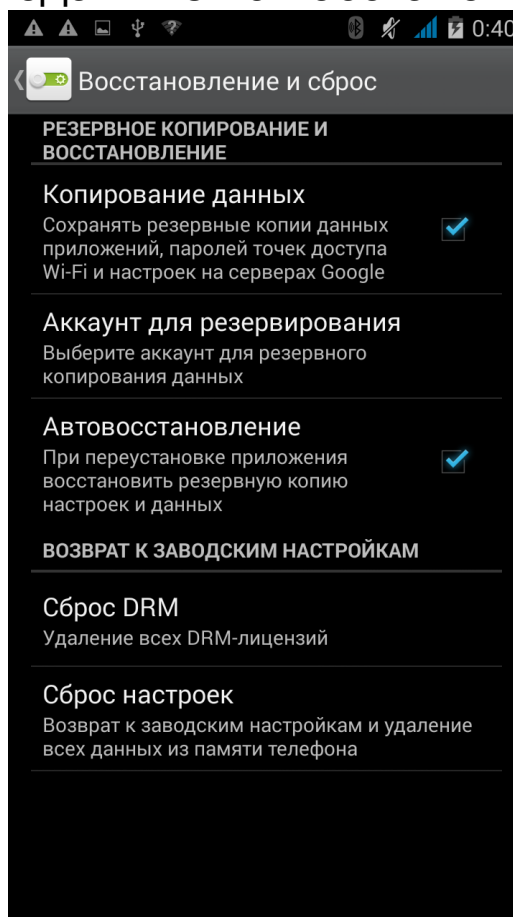 0:40
Восстановление и сброс
РЕЗЕРВНОЕ КОПИРОВАНИЕ И
ВОССТАНОВЛЕНИЕ
Копирование данных
Сохранять резервные копии данных
приложений, паролей точек доступа
Wi-Fi и настроек на серверах Google
Аккаунт для резервирования
Выберите аккаунт для резервного
копирования данных
Автовосстановление
При переустановке приложения
восстановить резервную копию
настроек и данных
ВОЗВРАТ К ЗАВОДСКИМ НАСТРОЙКАМ
Сброс DRM
Удаление всех DRM-лицензий
Сброс настроек
Возврат к заводским настройкам и удаление
всех данных из памяти телефона